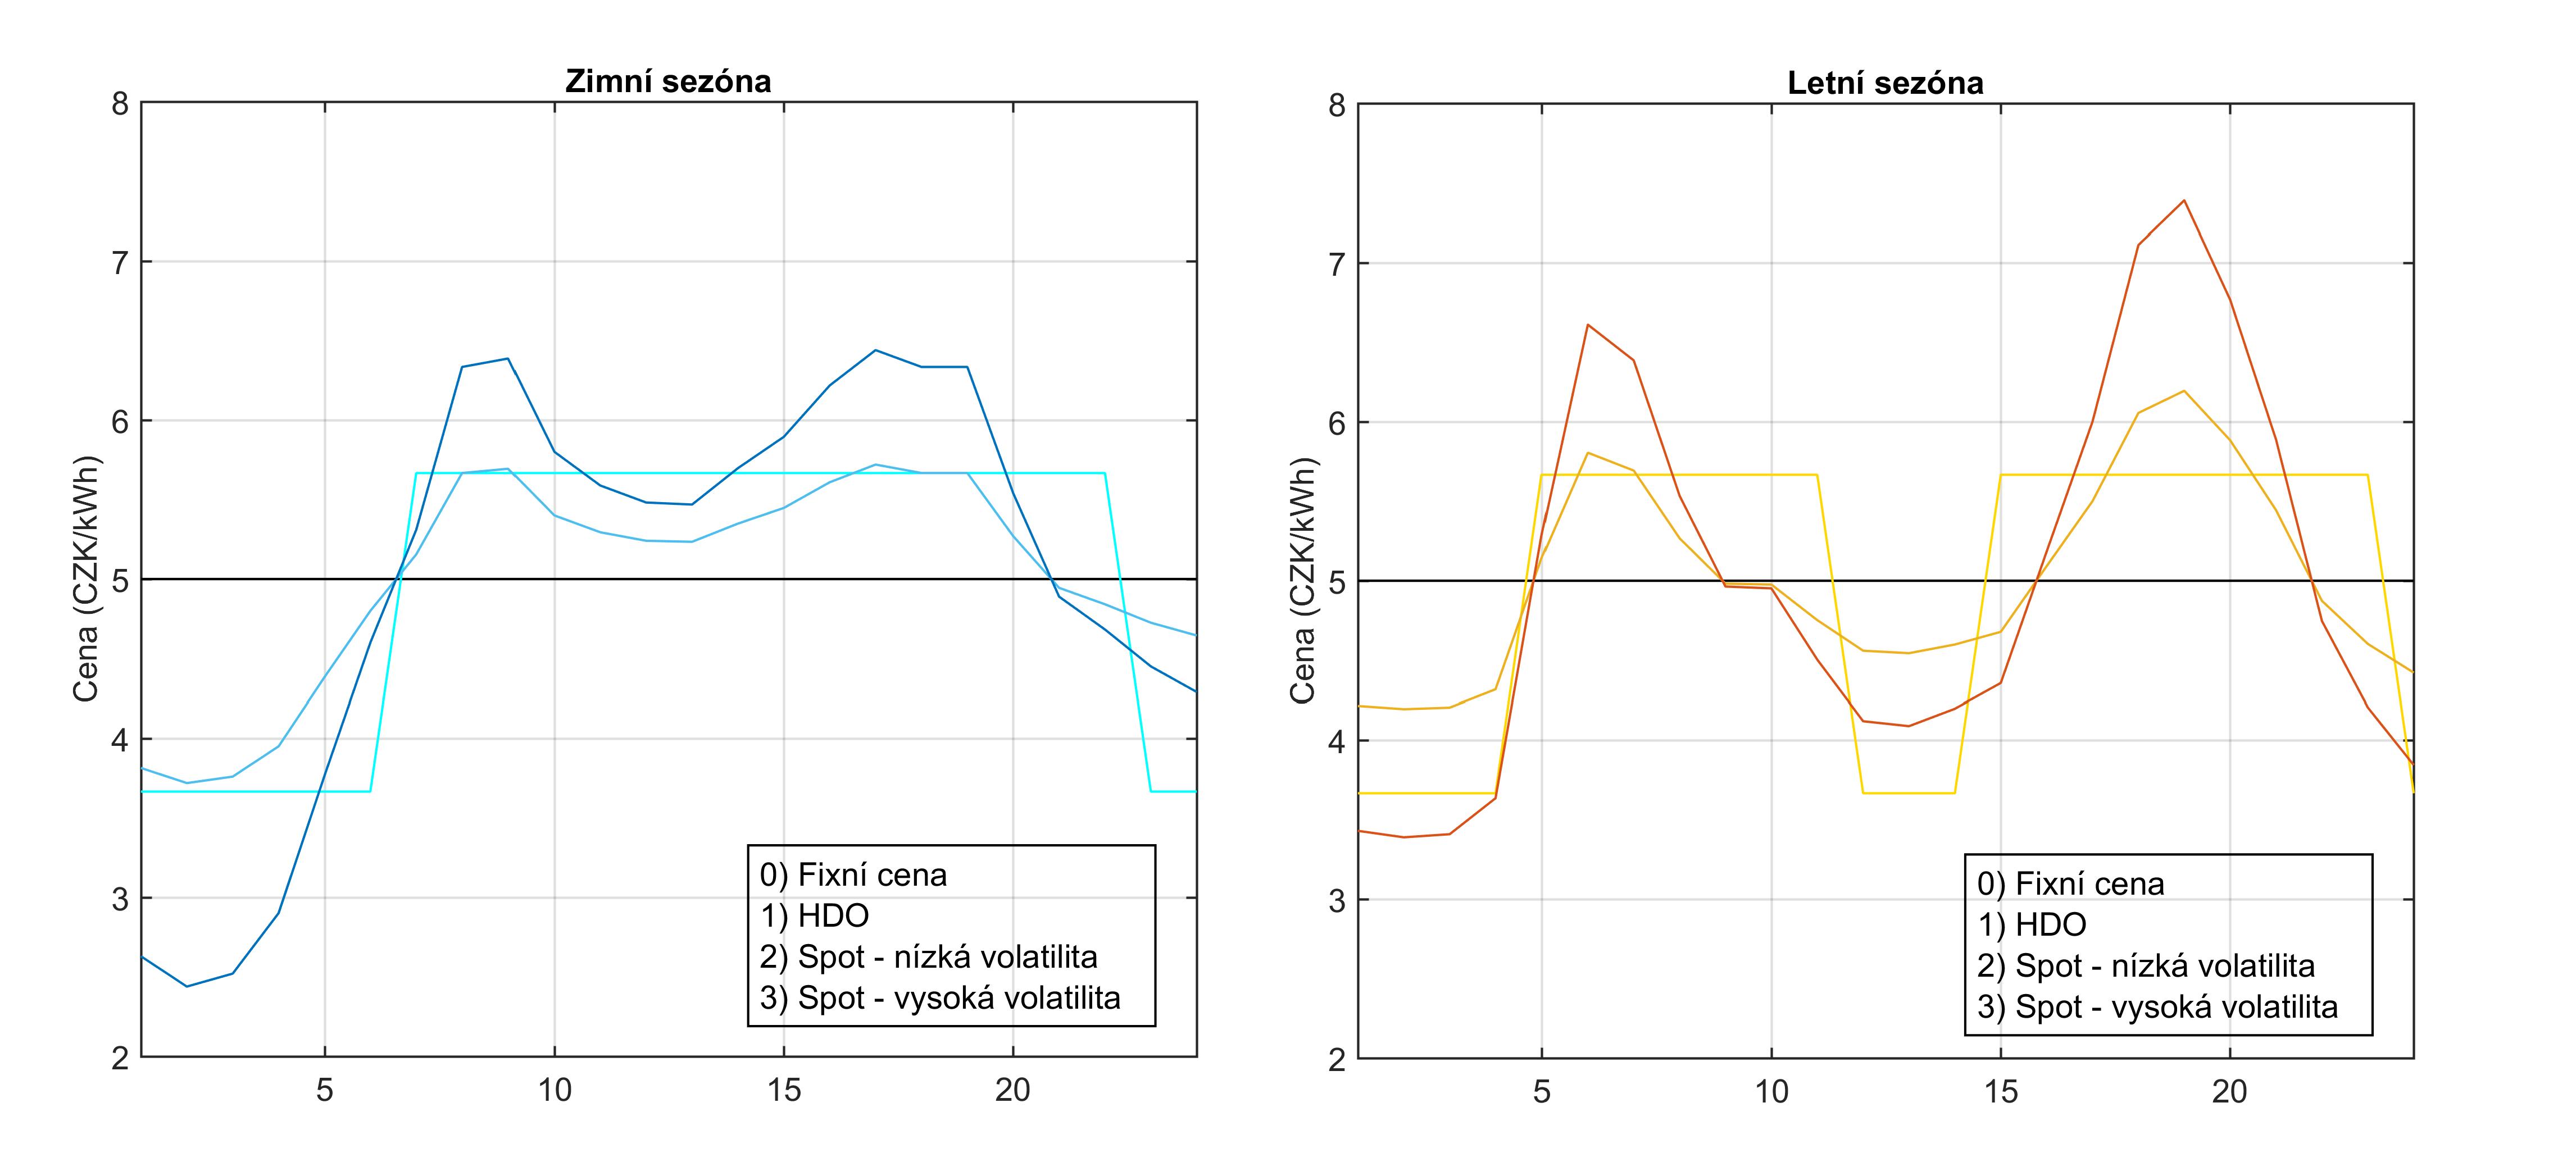 Zimní sezóna
8
7
6
5
4
3
2
Cena (CZK/kWh)
0) Fixní cena
1) HDO
2) Spot - nízká volatilita
3) Spot - vysoká volatilita
5 10 15 20
Letní sezóna
8
7
6
5
4
3
2
Cena (CZK/kWh)
0) Fixní cena
1) HDO
2) Spot - nízká volatilita
3) Spot - vysoká volatilita
5 10 15 20